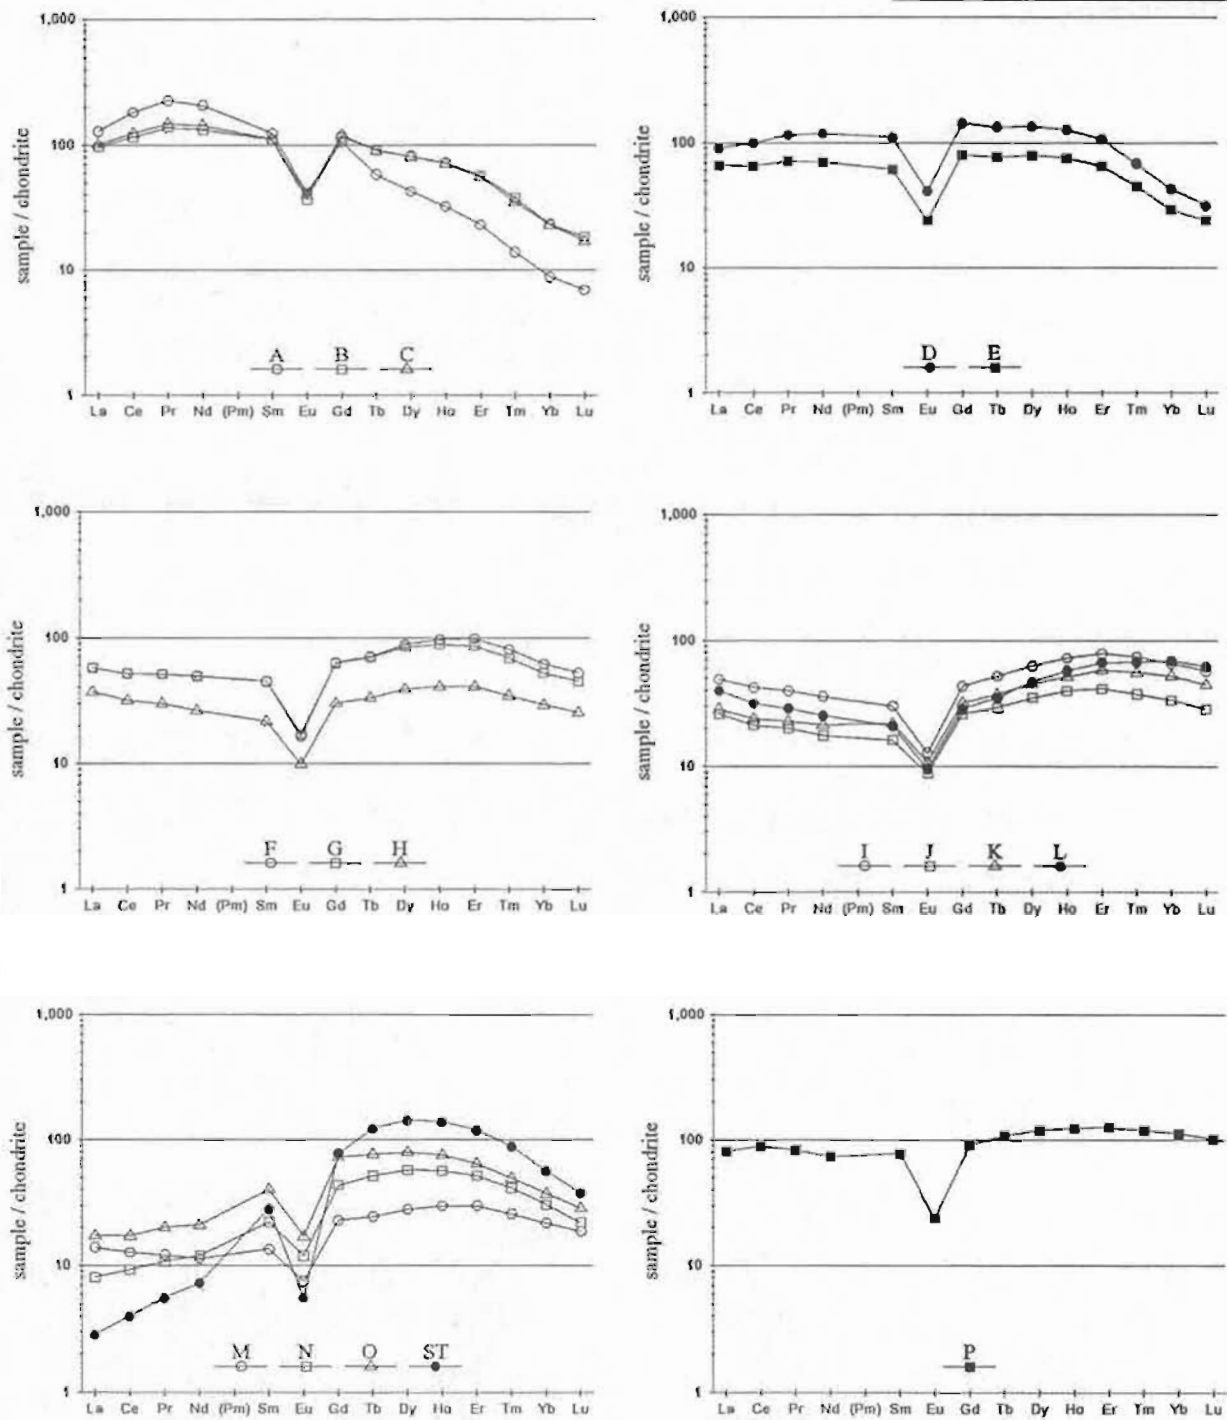 1,000
100
10
1
sample / chondrite
A B C
La Ce Pr Nd (Pm) Sm Eu Gd Tb Dy Ho Er Tm Yb Lu
1,000
100
10
1
sample / chondrite
D E
La Ce Pr Nd (Pm) Sm Eu Gd Tb Dy Ho Er Tm Yb Lu
1,000
100
10
1
sample / chondrite
F G H
La Ce Pr Nd (Pm) Sm Eu Gd Tb Dy Ho Er Tm Yb Lu
1,000
100
10
1
sample / chondrite
I J K L
La Ce Pr Nd (Pm) Sm Eu Gd Tb Dy Ho Er Tm Yb Lu
1,000
100
10
1
sample / chondrite
M N O ST
La Ce Pr Nd (Pm) Sm Eu Gd Tb Dy Ho Er Tm Yb Lu
1,000
100
10
1
sample / chondrite
P
La Ce Pr Nd (Pm) Sm Eu Gd Tb Dy Ho Er Tm Yb Lu